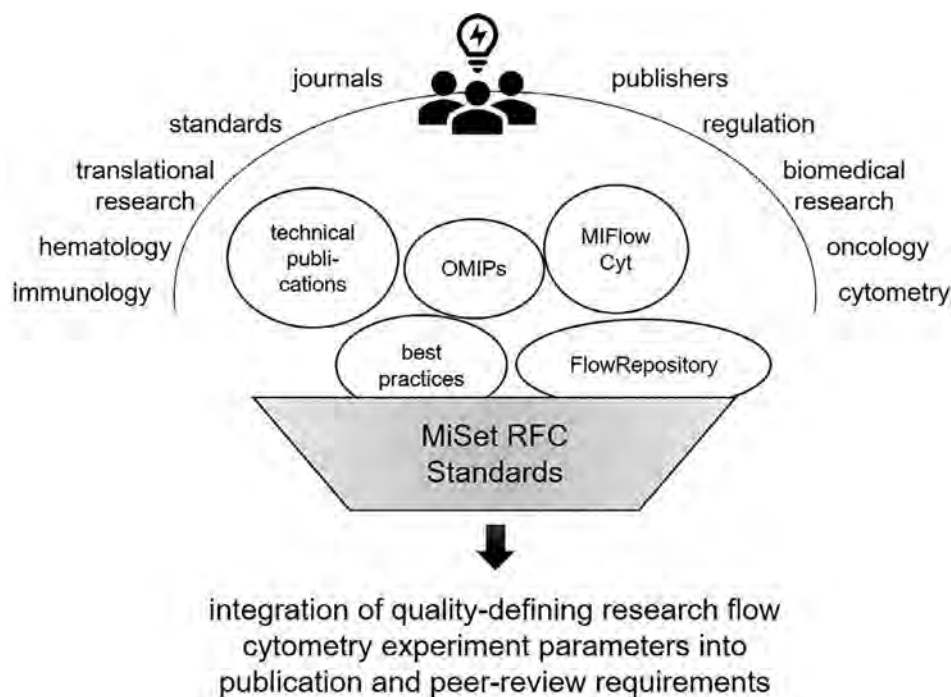 journals
publishers
standards
regulation
translational
research
biomedical
research
hematology
oncology
immunology
cytometry
technical
publi-
cations
OMIPs
MIFlow
Cyt
best
practices
FlowRepository
MiSet RFC
Standards
integration of quality-defining research flow
cytometry experiment parameters into
publication and peer-review requirements